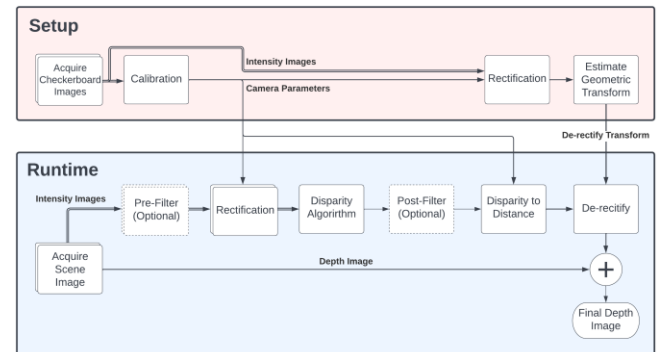 Setup
Acquire
Checkerboard
Images
Calibration
Intensity Images
Camera Parameters
Rectification
Estimate
Geometric
Transform
De-rectify Transform
Runtime
Intensity Images
Pre-Filter
(Optional)
Rectification
Disparity
Algorirthm
Post-Filter
(Optional)
Disparity to
Distance
De-rectify
Acquire
Scene
Image
Depth Image
+
Final Depth
Image